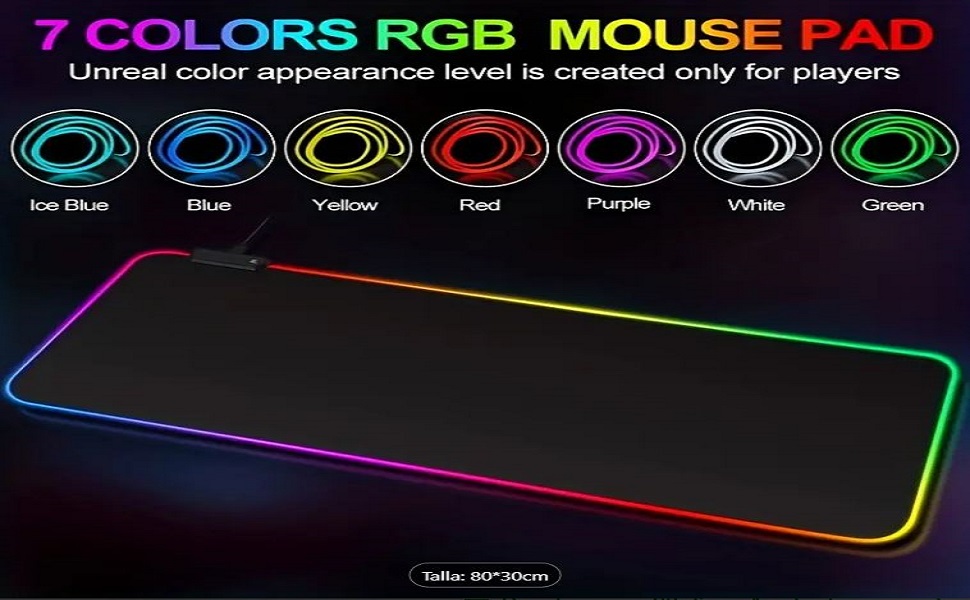 7 COLORS RGB MOUSE PAD
Unreal color appearance level is created only for players
Ice Blue
Blue
Yellow
Red
Purple
White
Green
Talla: 80*30cm